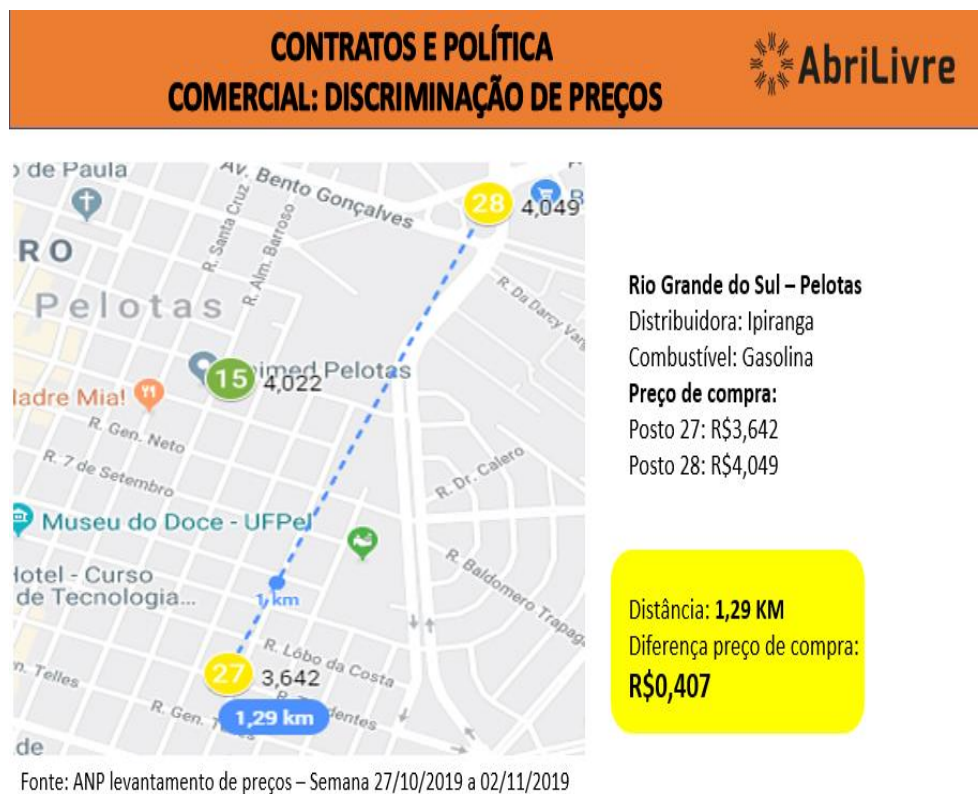 CONTRATOS E POLÍTICA
COMERCIAL: DISCRIMINAÇÃO DE PREÇOS
AbriLivre
de Paula
Av. Bento Gonçalves
28
4,049
R. Santa Cruz
R. Alm. Barroso
RO
Pelotas
R. Da Darcy Varg
15
4,022
imed Pelotas
adre Mia!
R. Gen. Neto
R. 7 de Setembro
R. Dr. Calero
Museu do Doce - UFPel
Hotel - Curso
de Tecnologia...
1 km
R. Baldomero Trapaga
R. Lôbo da Costa
27
3,642
n. Telles
R. Gen.
dentes
1,29 km
de
Rio Grande do Sul – Pelotas
Distribuidora: Ipiranga
Combustível: Gasolina
Preço de compra:
Posto 27: R$3,642
Posto 28: R$4,049
Distância: 1,29 KM
Diferença preço de compra:
R$0,407
Fonte: ANP levantamento de preços – Semana 27/10/2019 a 02/11/2019